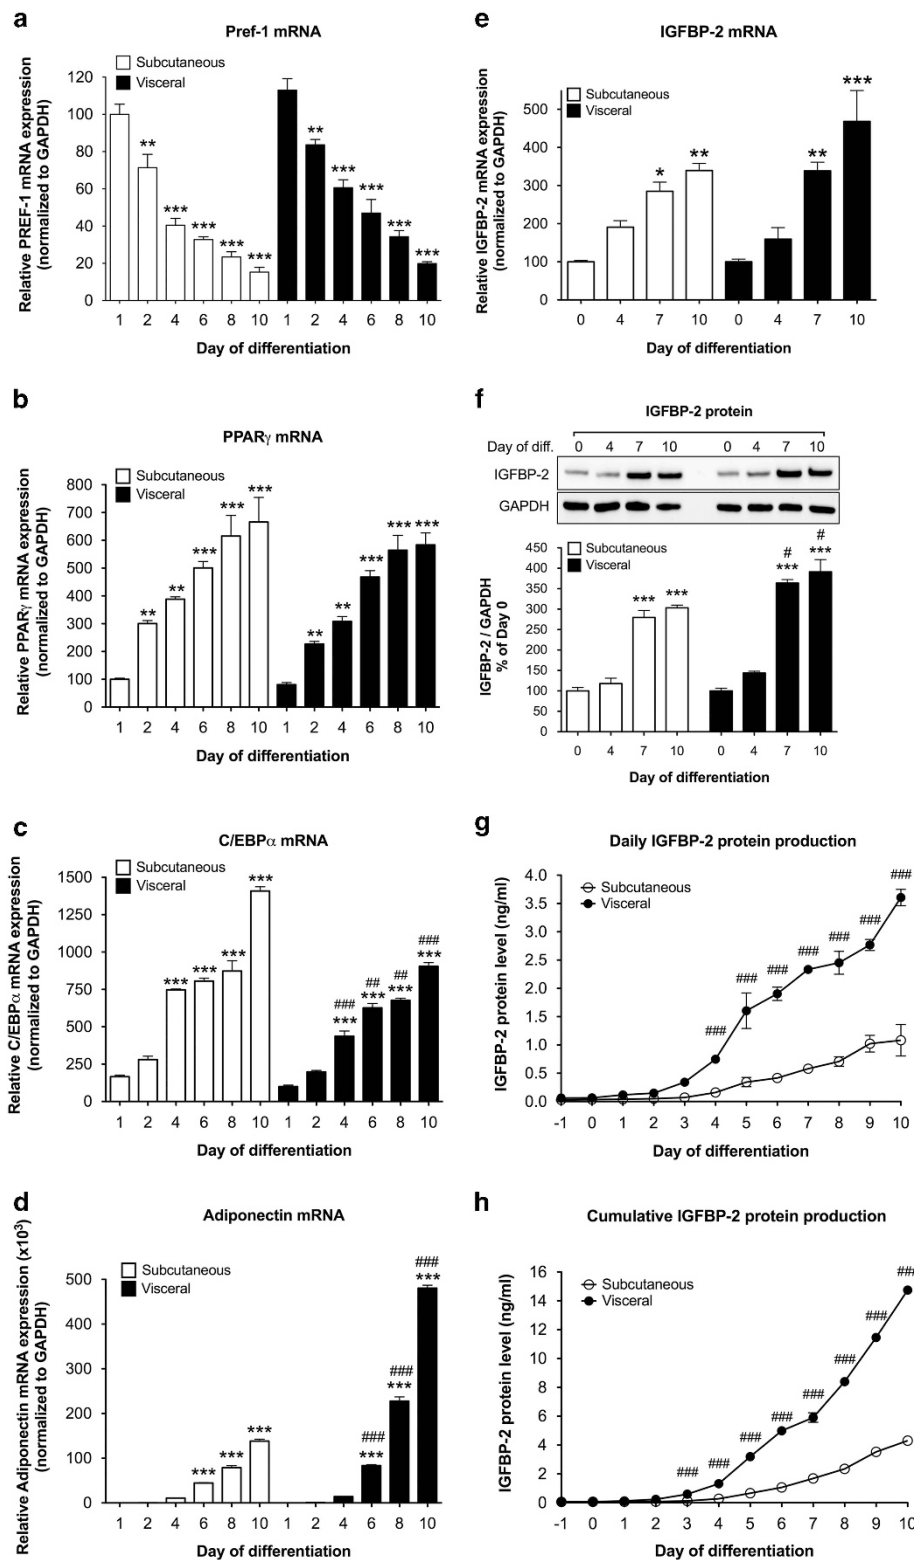 a
Pref-1 mRNA
Subcutaneous
Visceral
Relative PREF-1 mRNA expression
(normalized to GAPDH)
120
100
80
60
40
20
0
** *** *** *** *** ** *** *** *** ***
1 2 4 6 8 10 1 2 4 6 8 10
Day of differentiation
b
PPARγ mRNA
Subcutaneous
Visceral
Relative PPARγ mRNA expression
(normalized to GAPDH)
800
700
600
500
400
300
200
100
0
** ** *** *** *** ** ** *** *** ***
1 2 4 6 8 10 1 2 4 6 8 10
Day of differentiation
c
C/EBPα mRNA
Subcutaneous
Visceral
Relative C/EBPα mRNA expression
(normalized to GAPDH)
1500
1250
1000
750
500
250
0
### ## ## ###
*** *** *** *** *** *** *** ***
1 2 4 6 8 10 1 2 4 6 8 10
Day of differentiation
d
Adiponectin mRNA
Subcutaneous
Visceral
Relative Adiponectin mRNA expression (x10³)
(normalized to GAPDH)
500
400
300
200
100
0
### ### ###
*** *** *** *** *** ***
1 2 4 6 8 10 1 2 4 6 8 10
Day of differentiation
e
IGFBP-2 mRNA
Subcutaneous
Visceral
Relative IGFBP-2 mRNA expression
(normalized to GAPDH)
500
400
300
200
100
0
* ** ** ***
0 4 7 10 0 4 7 10
Day of differentiation
f
IGFBP-2 protein
Day of diff. 0 4 7 10 0 4 7 10
IGFBP-2
GAPDH
Subcutaneous
Visceral
IGFBP-2 / GAPDH
% of Day 0
450
400
350
300
250
200
150
100
50
0
# #
*** *** *** ***
0 4 7 10 0 4 7 10
Day of differentiation
g
Daily IGFBP-2 protein production
Subcutaneous
Visceral
IGFBP-2 protein level (ng/ml)
4.0
3.5
3.0
2.5
2.0
1.5
1.0
0.5
0.0
### ### ### ### ### ### ###
-1 0 1 2 3 4 5 6 7 8 9 10
Day of differentiation
h
Cumulative IGFBP-2 protein production
Subcutaneous
Visceral
IGFBP-2 protein level (ng/ml)
16
14
12
10
8
6
4
2
0
### ### ### ### ### ### ### ###
-1 0 1 2 3 4 5 6 7 8 9 10
Day of differentiation